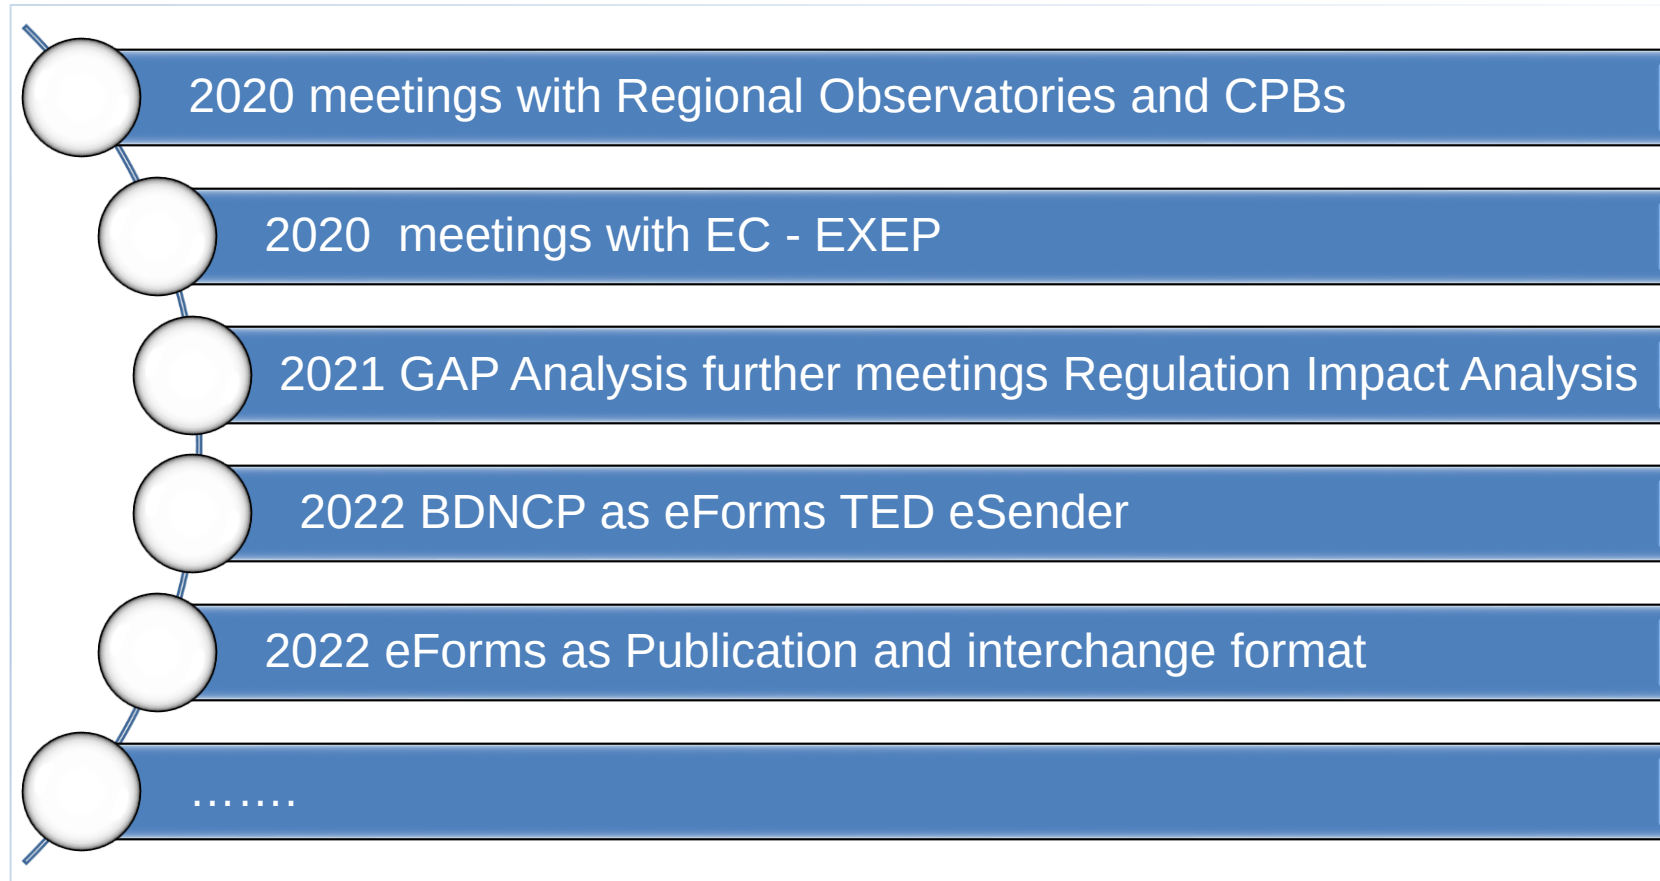 2020 meetings with Regional Observatories and CPBs
2020  meetings with EC - EXEP
2021 GAP Analysis further meetings Regulation Impact Analysis
2022 BDNCP as eForms TED eSender
2022 eForms as Publication and interchange format
…….